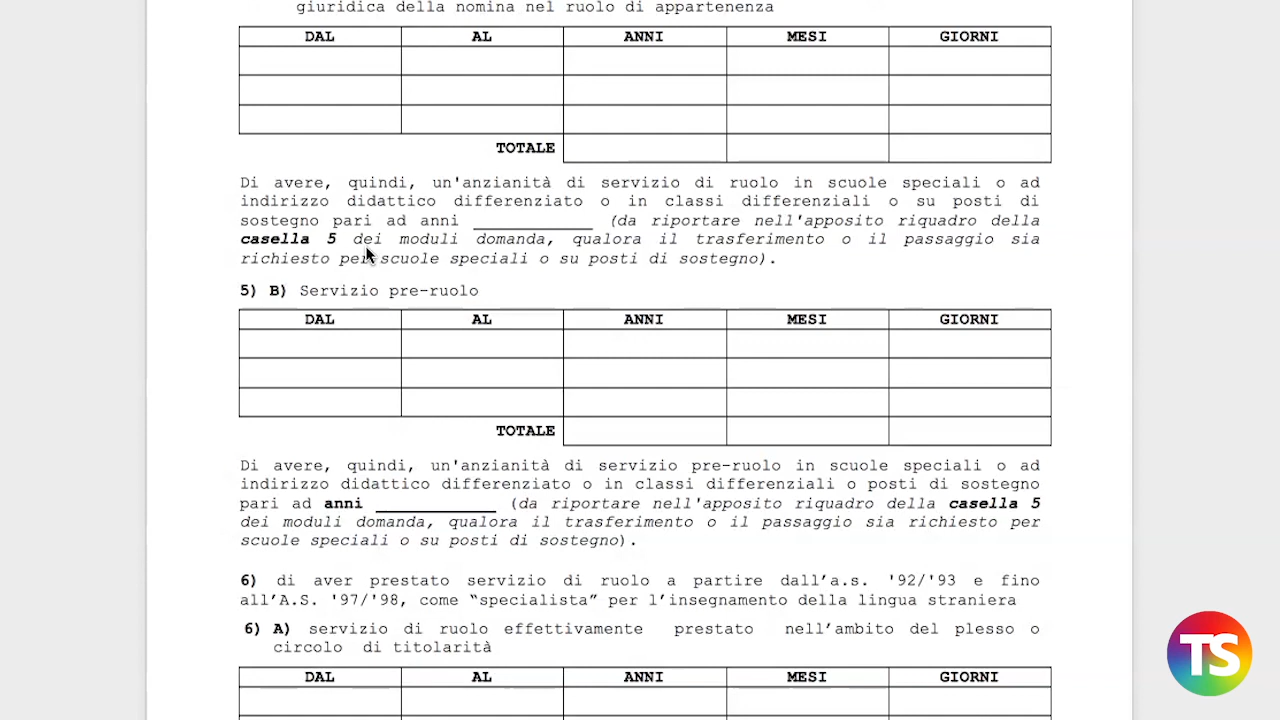 giuridica della nomina nel ruolo di appartenenza
DAL AL ANNI MESI GIORNI
TOTALE
Di avere, quindi, un'anzianità di servizio di ruolo in scuole speciali o ad
indirizzo didattico differenziato o in classi differenziali o su posti di
sostegno pari ad anni ___________ (da riportare nell'apposito riquadro della
casella 5 dei moduli domanda, qualora il trasferimento o il passaggio sia
richiesto per scuole speciali o su posti di sostegno).
5) B) Servizio pre-ruolo
DAL AL ANNI MESI GIORNI
TOTALE
Di avere, quindi, un'anzianità di servizio pre-ruolo in scuole speciali o ad
indirizzo didattico differenziato o in classi differenziali o posti di sostegno
pari ad anni ___________ (da riportare nell'apposito riquadro della casella 5
dei moduli domanda, qualora il trasferimento o il passaggio sia richiesto per
scuole speciali o su posti di sostegno).
6) di aver prestato servizio di ruolo a partire dall’a.s. '92/'93 e fino
all’A.S. '97/'98, come “specialista” per l’insegnamento della lingua straniera
6) A) servizio di ruolo effettivamente prestato nell’ambito del plesso o
circolo di titolarità
DAL AL ANNI MESI GIORNI
TS